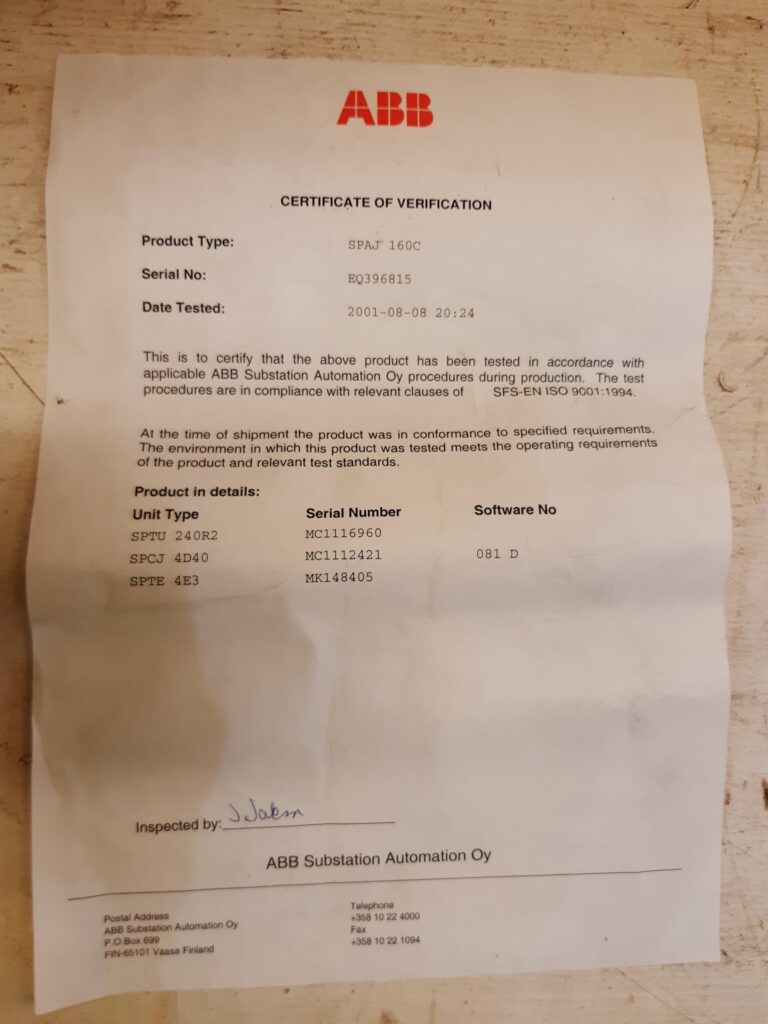 ABB
CERTIFICATE OF VERIFICATION
Product Type: SPAJ 160C
Serial No: EQ396815
Date Tested: 2001-08-08 20:24
This is to certify that the above product has been tested in accordance with
applicable ABB Substation Automation Oy procedures during production. The test
procedures are in compliance with relevant clauses of SFS-EN ISO 9001:1994.
At the time of shipment the product was in conformance to specified requirements.
The environment in which this product was tested meets the operating requirements
of the product and relevant test standards.
Product in details:
Unit Type Serial Number Software No
SPTU 240R2 MC1116960
SPCJ 4D40 MC1112421 081 D
SPTE 4E3 MK148405
Inspected by:
ABB Substation Automation Oy
Postal Address
ABB Substation Automation Oy
P.O.Box 699
FIN-65101 Vaasa Finland
Telephone
+358 10 22 4000
Fax
+358 10 22 1094